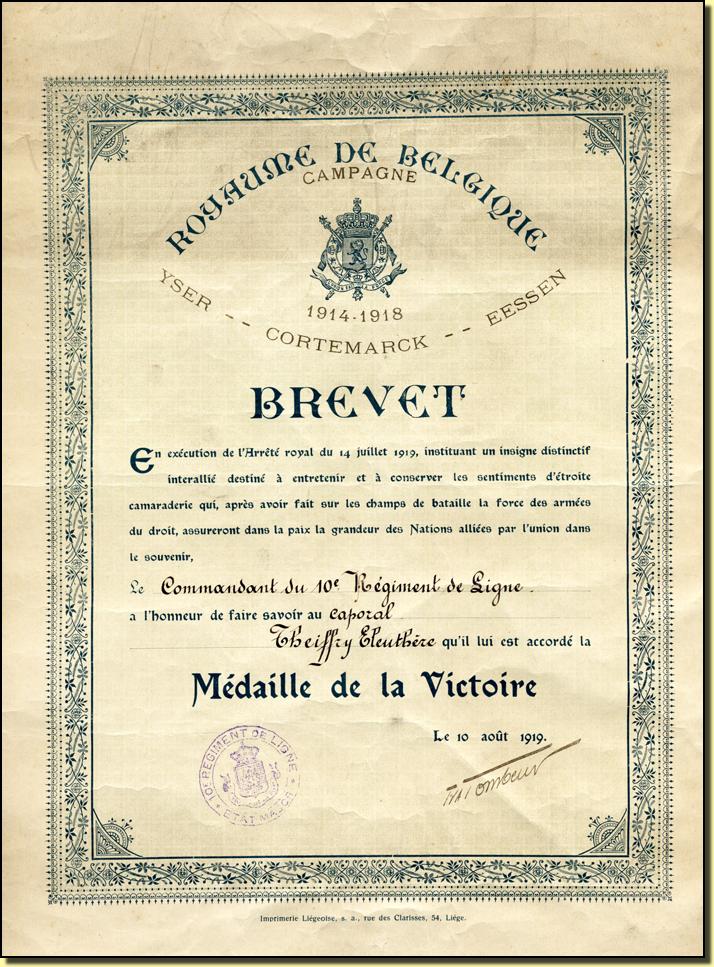 ROYAUME DE BELGIQUE
CAMPAGNE
1914-1918
YSER -- CORTEMARCK -- EESSEN
BREVET
En exécution de l'Arrêté royal du 14 juillet 1919, instituant un insigne distinctif
interallié destiné à entretenir et à conserver les sentiments d'étroite
camaraderie qui, après avoir fait sur les champs de bataille la force des armées
du droit, assureront dans la paix la grandeur des Nations alliées par l'union dans
le souvenir,
Le Commandant du 10e Régiment de Ligne.
a l'honneur de faire savoir au caporal
Theiffry Eleuthère qu'il lui est accordé la
Médaille de la Victoire
Le 10 août 1919.
10e REGIMENT DE LIGNE
ETAT MAJOR
Imprimerie Liégeoise, s. a., rue des Clarisses, 54, Liége.